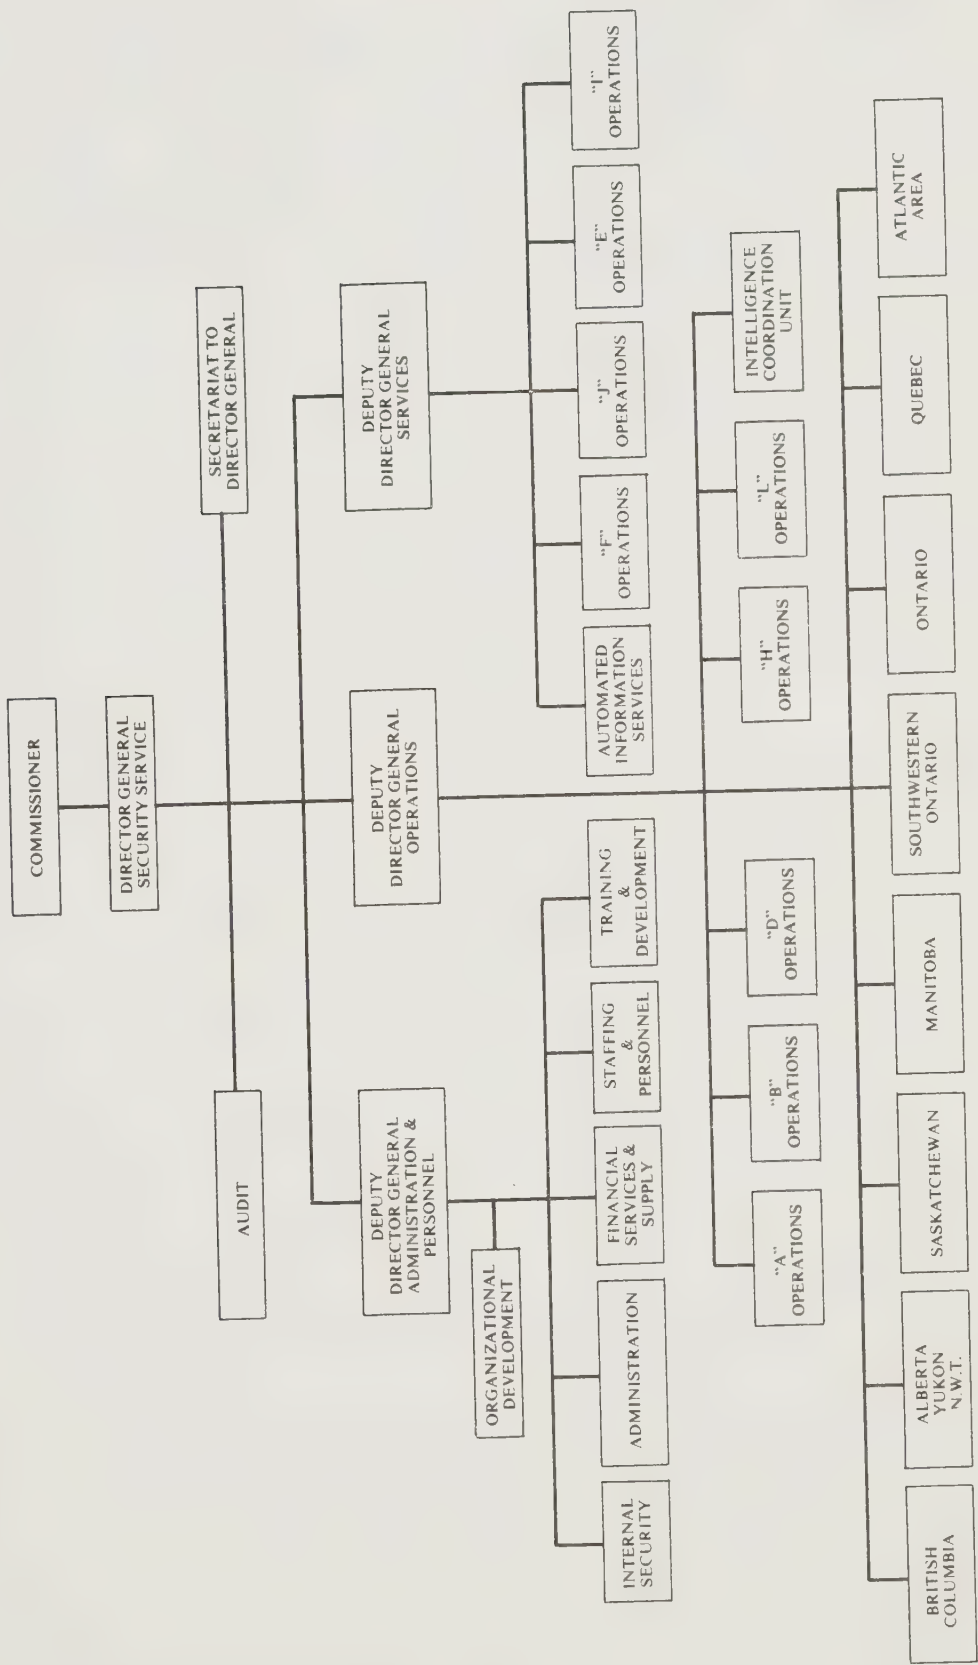 COMMISSIONER
DIRECTOR GENERAL
SECURITY SERVICE
AUDIT
SECRETARIAT TO
DIRECTOR GENERAL
DEPUTY
DIRECTOR GENERAL
ADMINISTRATION &
PERSONNEL
DEPUTY
DIRECTOR GENERAL
OPERATIONS
DEPUTY
DIRECTOR GENERAL
SERVICES
ORGANIZATIONAL
DEVELOPMENT
INTERNAL
SECURITY
ADMINISTRATION
FINANCIAL
SERVICES &
SUPPLY
STAFFING
&
PERSONNEL
TRAINING
&
DEVELOPMENT
AUTOMATED
INFORMATION
SERVICES
"F"
OPERATIONS
"J"
OPERATIONS
"E"
OPERATIONS
"I"
OPERATIONS
"A"
OPERATIONS
"B"
OPERATIONS
"D"
OPERATIONS
"H"
OPERATIONS
"L"
OPERATIONS
INTELLIGENCE
COORDINATION
UNIT
BRITISH
COLUMBIA
ALBERTA
YUKON
N.W.T.
SASKATCHEWAN
MANITOBA
SOUTHWESTERN
ONTARIO
ONTARIO
QUEBEC
ATLANTIC
AREA